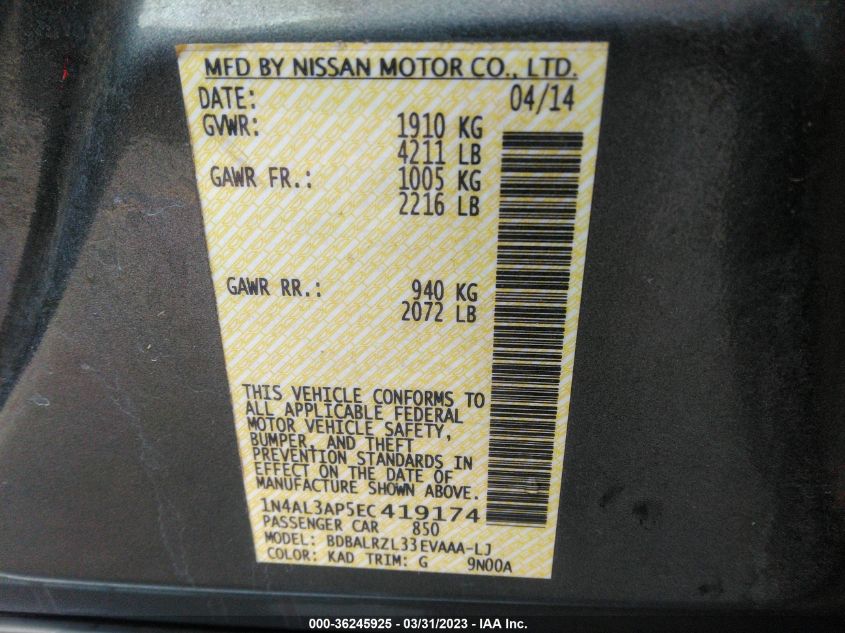 MFD BY NISSAN MOTOR CO., LTD.
DATE: 04/14
GVWR: 1910 KG
4211 LB
GAWR FR.: 1005 KG
2216 LB
GAWR RR.: 940 KG
2072 LB
THIS VEHICLE CONFORMS TO
ALL APPLICABLE FEDERAL
MOTOR VEHICLE SAFETY,
BUMPER, AND THEFT
PREVENTION STANDARDS IN
EFFECT ON THE DATE OF
MANUFACTURE SHOWN ABOVE.
1N4AL3AP5EC419174
PASSENGER CAR 850
MODEL: BDBALRZL33EVAAA-LJ
COLOR: KAD TRIM: G 9N00A
000-36245925 - 03/31/2023 - IAA Inc.